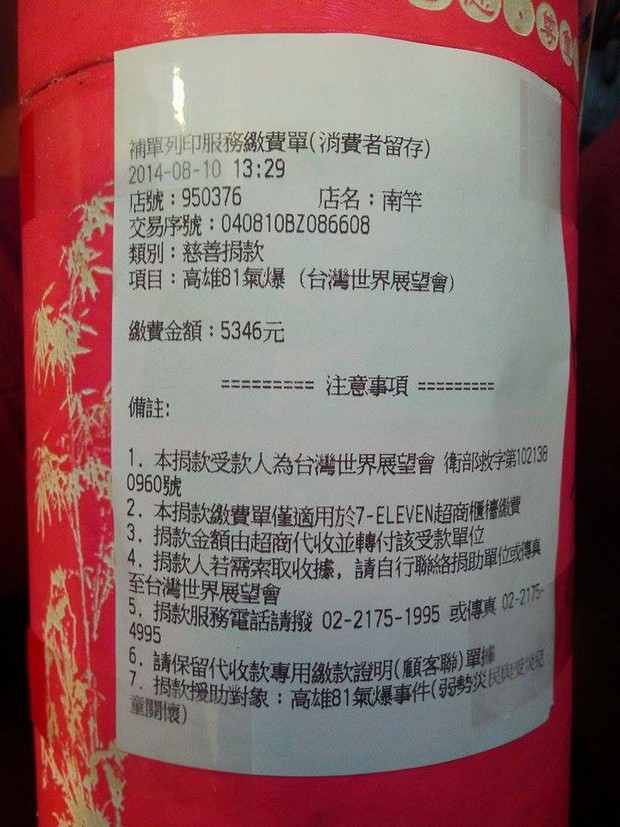 補單列印服務繳費單(消費者留存)
2014-08-10 13:29
店號：950376 店名：南竿
交易序號：040810BZ086608
類別：慈善捐款
項目：高雄81氣爆 (台灣世界展望會)
繳費金額：5346元
========= 注意事項 =========
備註:
1. 本捐款受款人為台灣世界展望會 衛部救字第102138
0960號
2. 本捐款繳費單僅適用於7-ELEVEN超商櫃檯繳費
3. 捐款金額由超商代收並轉付該受款單位
4. 捐款人若需索取收據, 請自行聯絡捐助單位或傳真
至台灣世界展望會
5. 捐款服務電話請撥 02-2175-1995 或傳真 02-2175-
4995
6. 請保留代收款專用繳款證明(顧客聯)單據
7. 捐款援助對象：高雄81氣爆事件(弱勢災民與受災兒
童關懷)